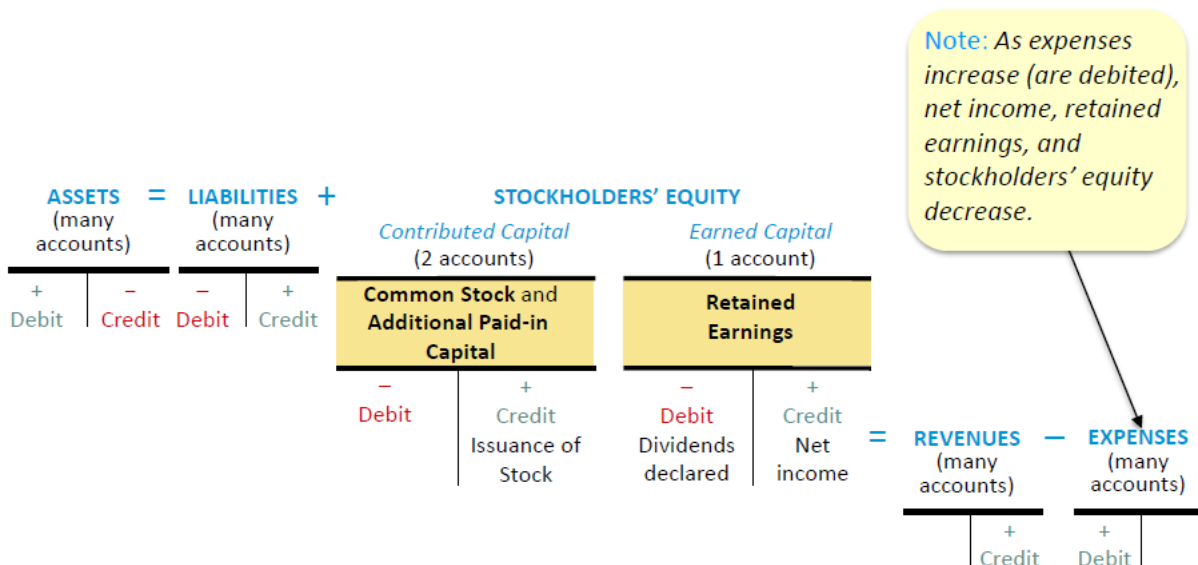 Note: As expenses
increase (are debited),
net income, retained
earnings, and
stockholders’ equity
decrease.
ASSETS = LIABILITIES + STOCKHOLDERS’ EQUITY
(many accounts) (many accounts)
Contributed Capital Earned Capital
(2 accounts) (1 account)
+ − − +
Debit Credit Debit Credit
Common Stock and
Additional Paid-in
Capital
Retained
Earnings
− + − +
Debit Credit Debit Credit
Issuance of
Stock
Dividends
declared
Net
income
= REVENUES − EXPENSES
(many accounts) (many accounts)
+ +
Credit Debit